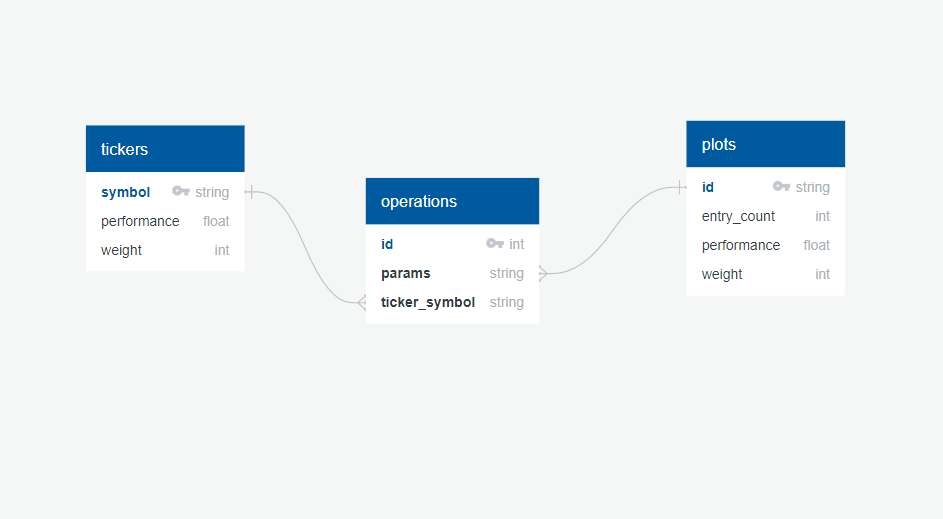 tickers
symbol string
performance float
weight int
operations
id int
params string
ticker_symbol string
plots
id string
entry_count int
performance float
weight int